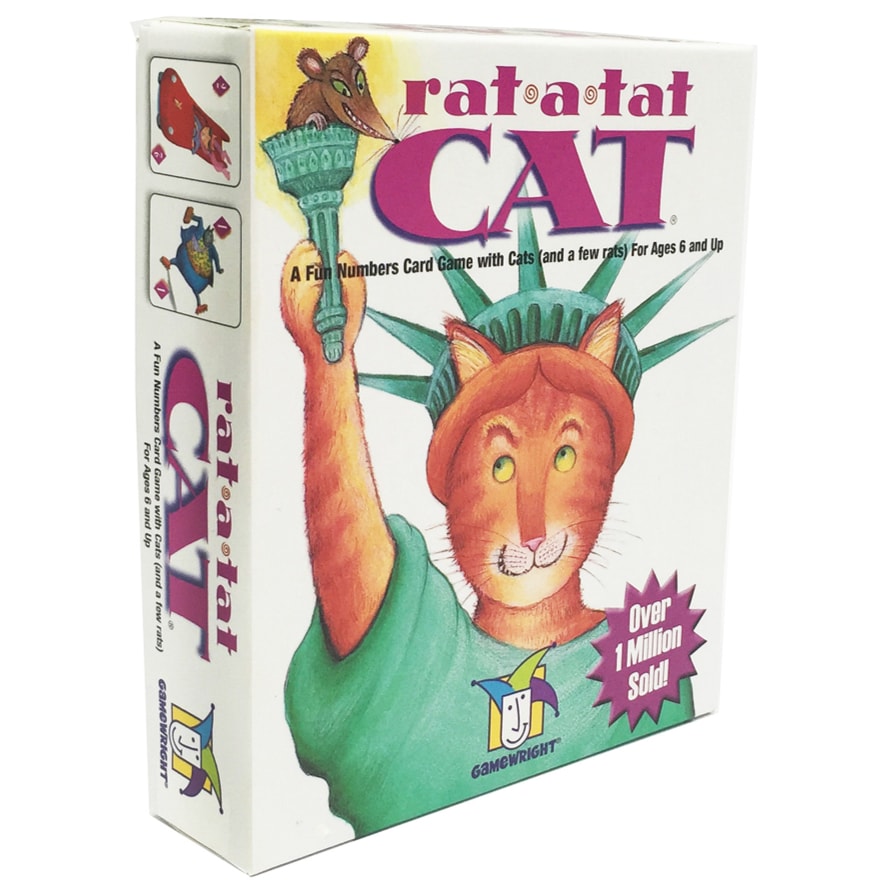 rat•a•tat
CAT®
A Fun Numbers Card Game with Cats (and a few rats) For Ages 6 and Up
Over
1 Million
Sold!
GAMEWRIGHT®
rat•a•tat
CAT®
A Fun Numbers Card Game with Cats (and a few rats)
For Ages 6 and Up
GAMEWRIGHT®